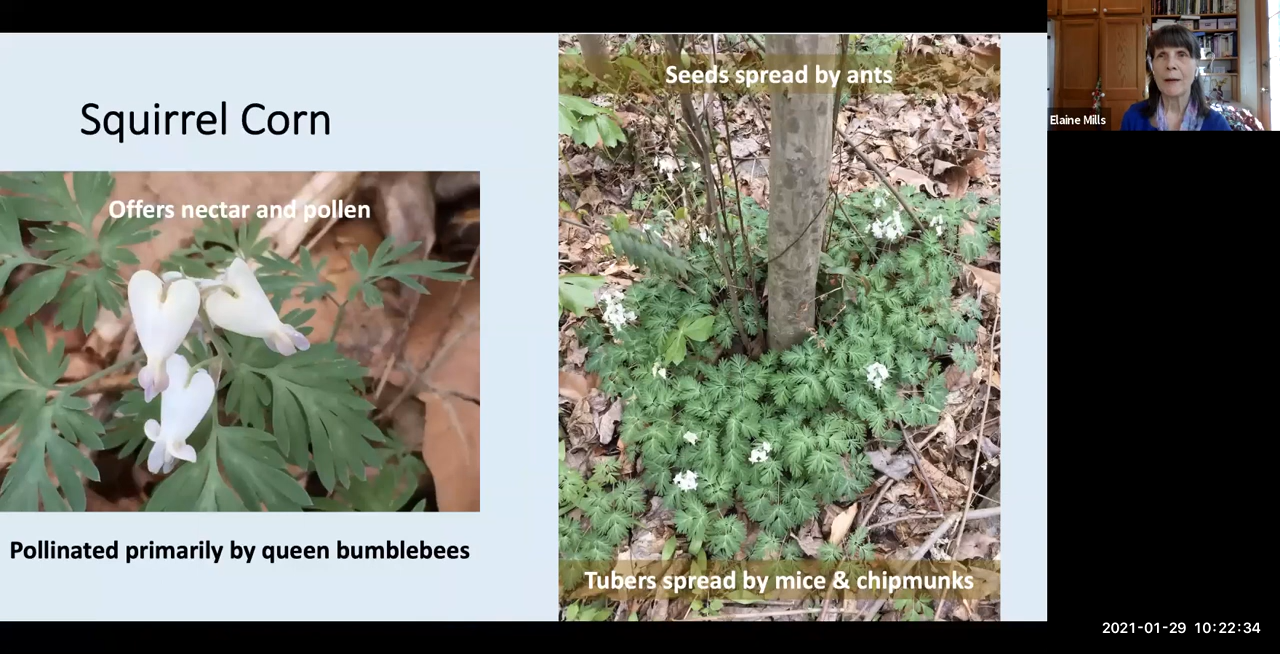 Squirrel Corn
Offers nectar and pollen
Pollinated primarily by queen bumblebees
Seeds spread by ants
Tubers spread by mice & chipmunks
Elaine Mills
2021-01-29 10:22:34